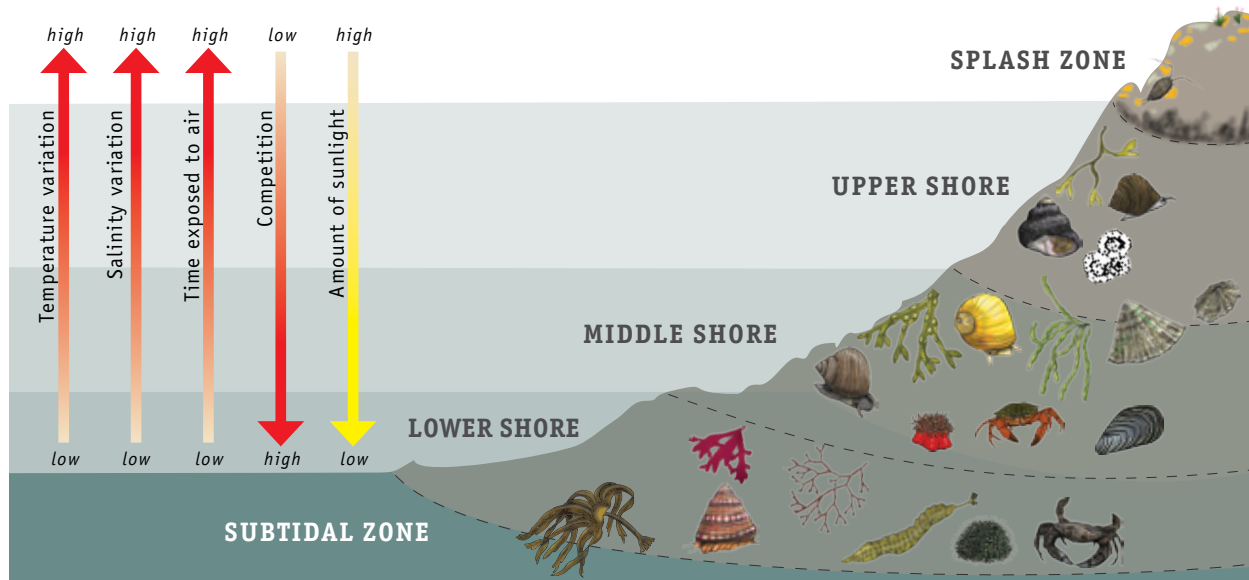 high
high
high
low
high
Temperature variation
Salinity variation
Time exposed to air
Competition
Amount of sunlight
low
low
low
high
low
SPLASH ZONE
UPPER SHORE
MIDDLE SHORE
LOWER SHORE
SUBTIDAL ZONE